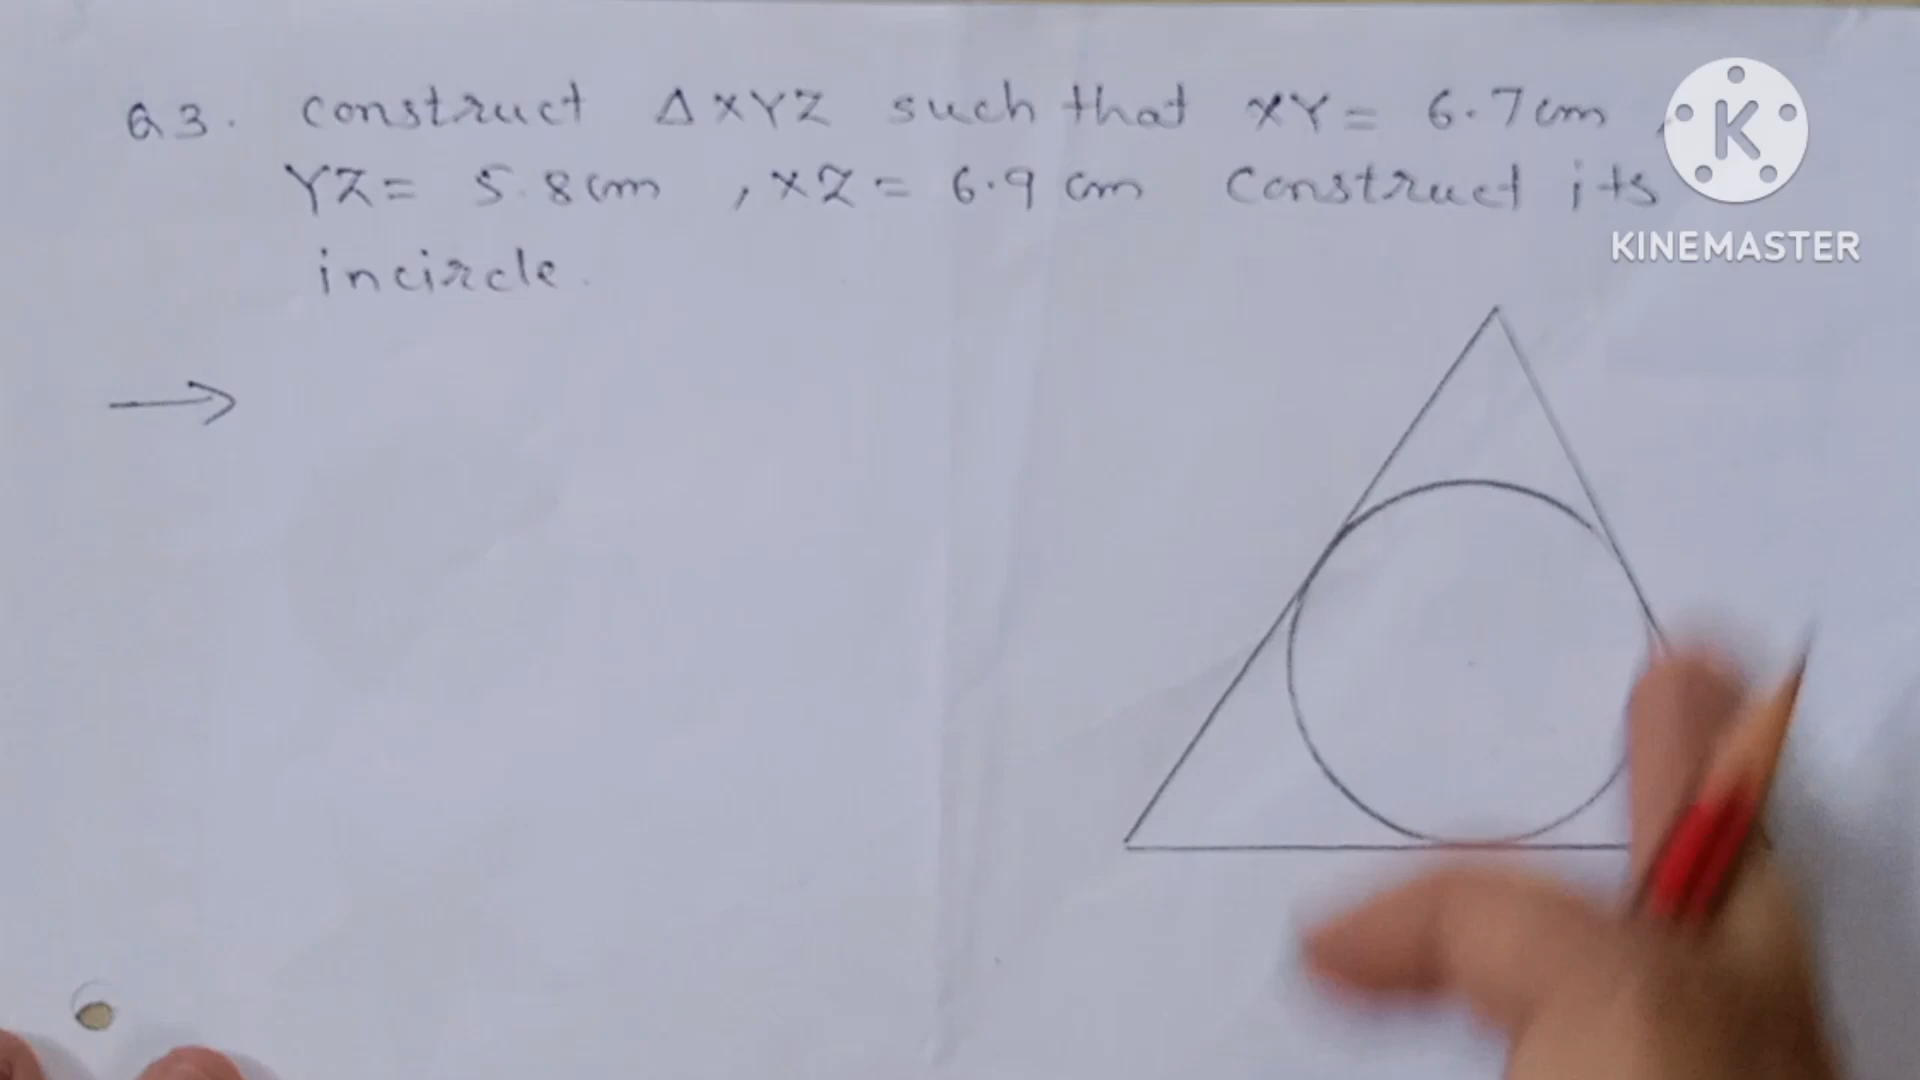 Q3. construct ΔXYZ such that XY = 6.7cm,
YZ = 5.8cm, XZ = 6.9 cm construct its
incircle.
K
KINEMASTER